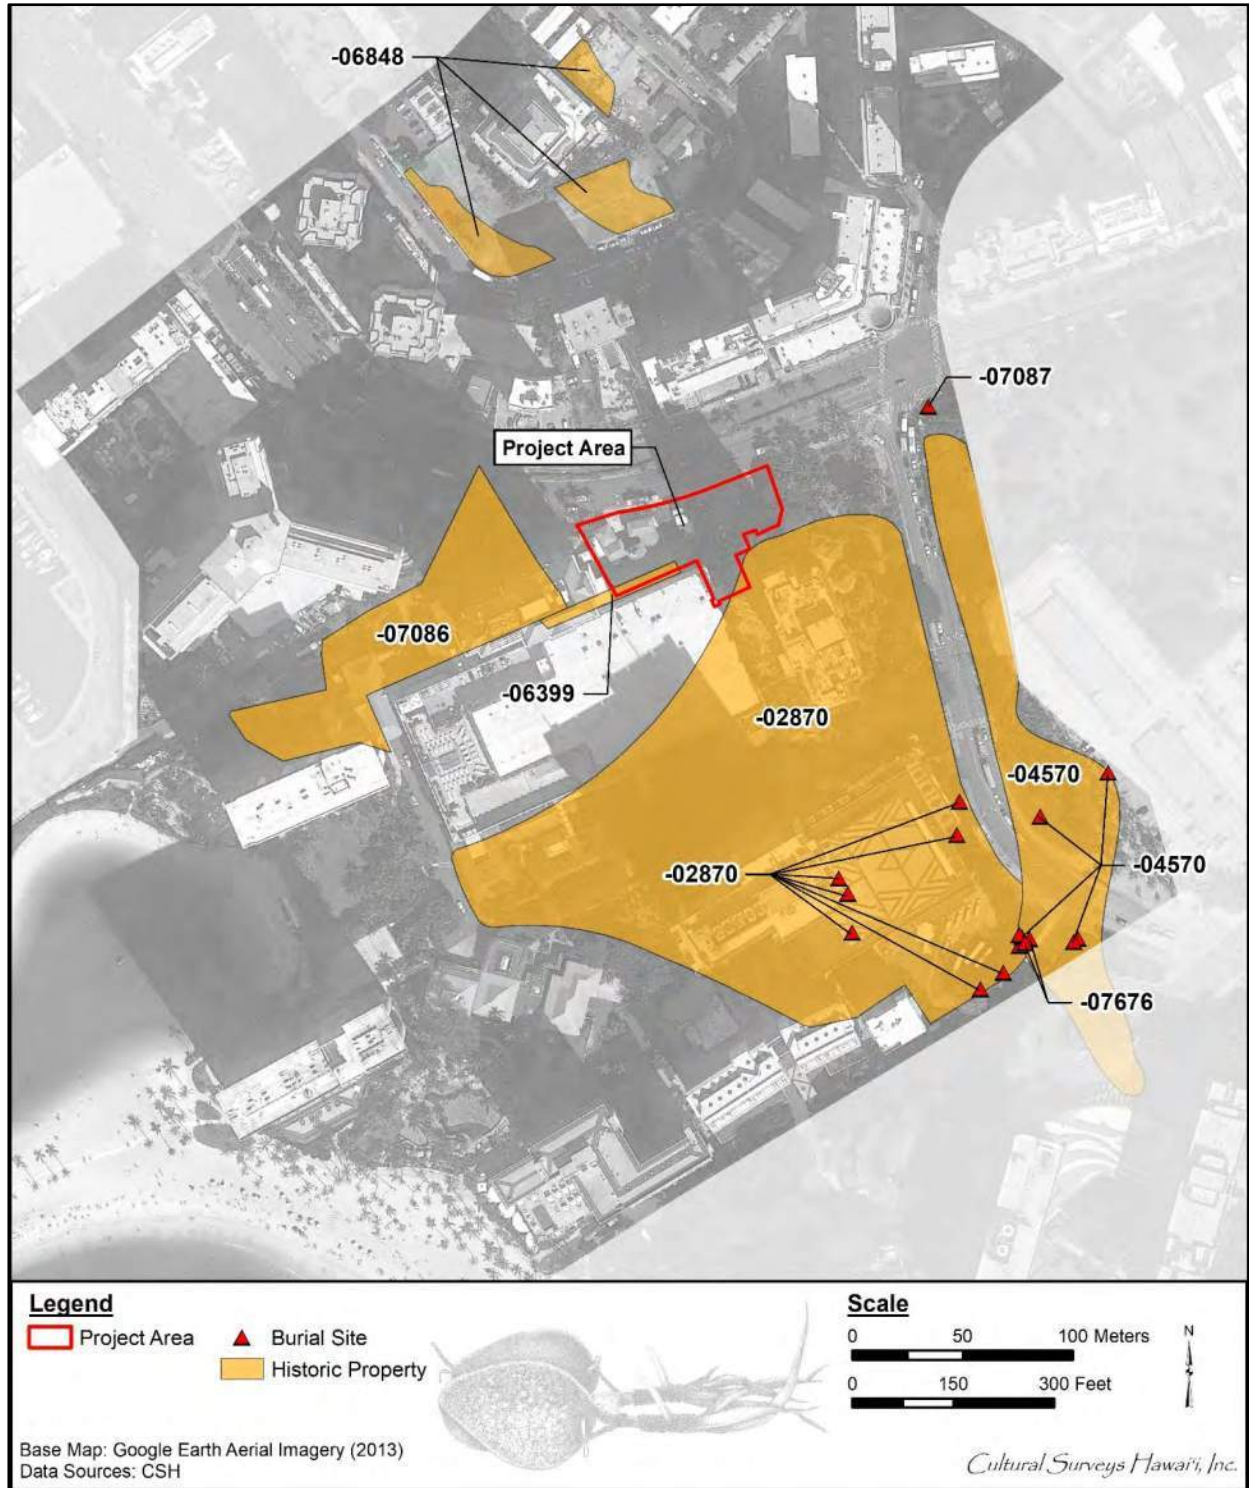 -06848
-07087
Project Area
-07086
-06399
-02870
-04570
-02870
-04570
-07676
Legend
Project Area
Burial Site
Historic Property
Scale
0 50 100 Meters
0 150 300 Feet
N
Base Map: Google Earth Aerial Imagery (2013)
Data Sources: CSH
Cultural Surveys Hawai‘i, Inc.